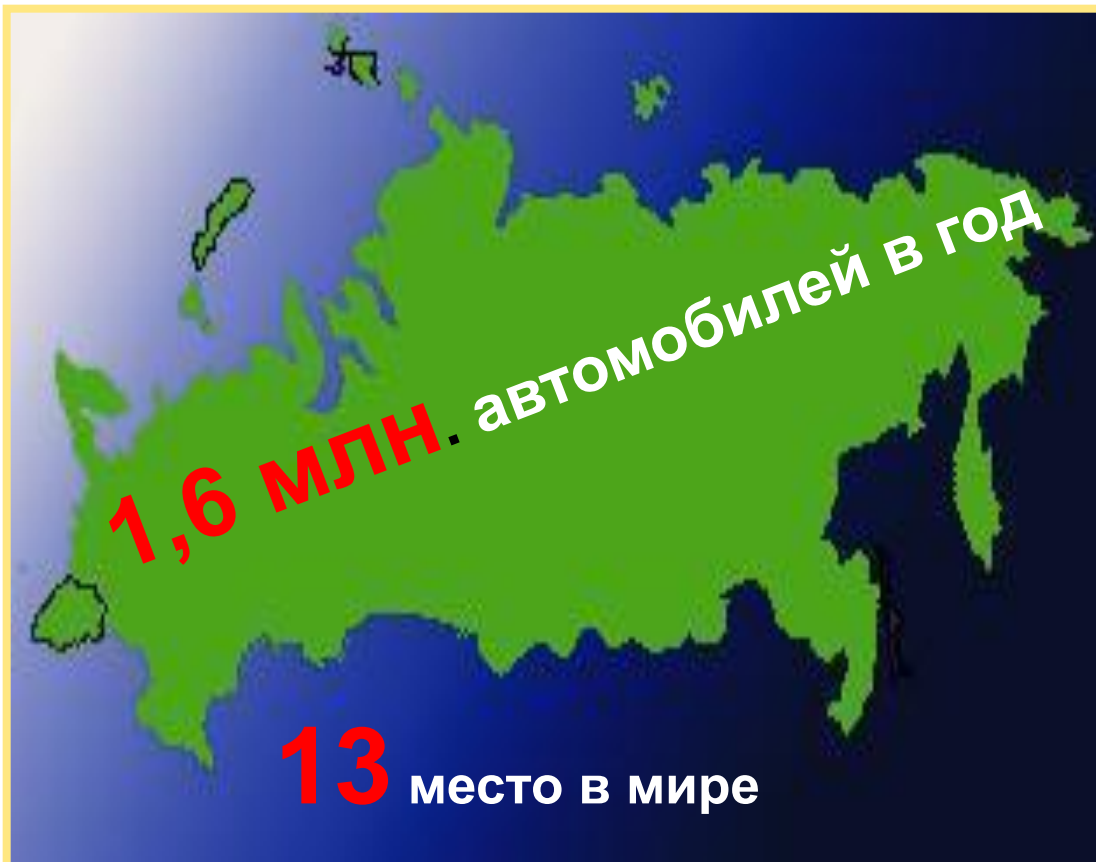 1,6 млн. автомобилей в год
13 место в мире